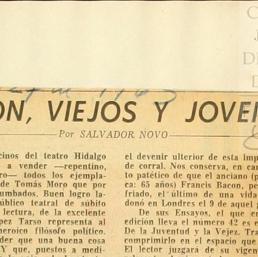 C
J
D
D
1963
ON, VIEJOS Y JOVEN
Por SALVADOR NOVO
cinos del teatro Hidalgo
a vender —repentino,
ro— todos los ejempla-
de Tomás Moro que por
umbados. Buen logro la-
úblico teatral de súbito
lectura, de la excelente
pez Tarso representa al
heroico filósofo político.
der que una buena cosa
Y que, puestos a medi-
el devenir ulterior de esta imp
de corral. Nos conserva, en ca
to patético de que el anciano (p
ca: 65 años) Francis Bacon, pes
friado, el último de una vida
donó en Londres el 9 de aquel
De sus Ensayos, el que en
edición lleva el número 42 es e
De la Juventud y la Vejez. Tra
comprimirlo en el espacio que
El lector juzgará de su vigen